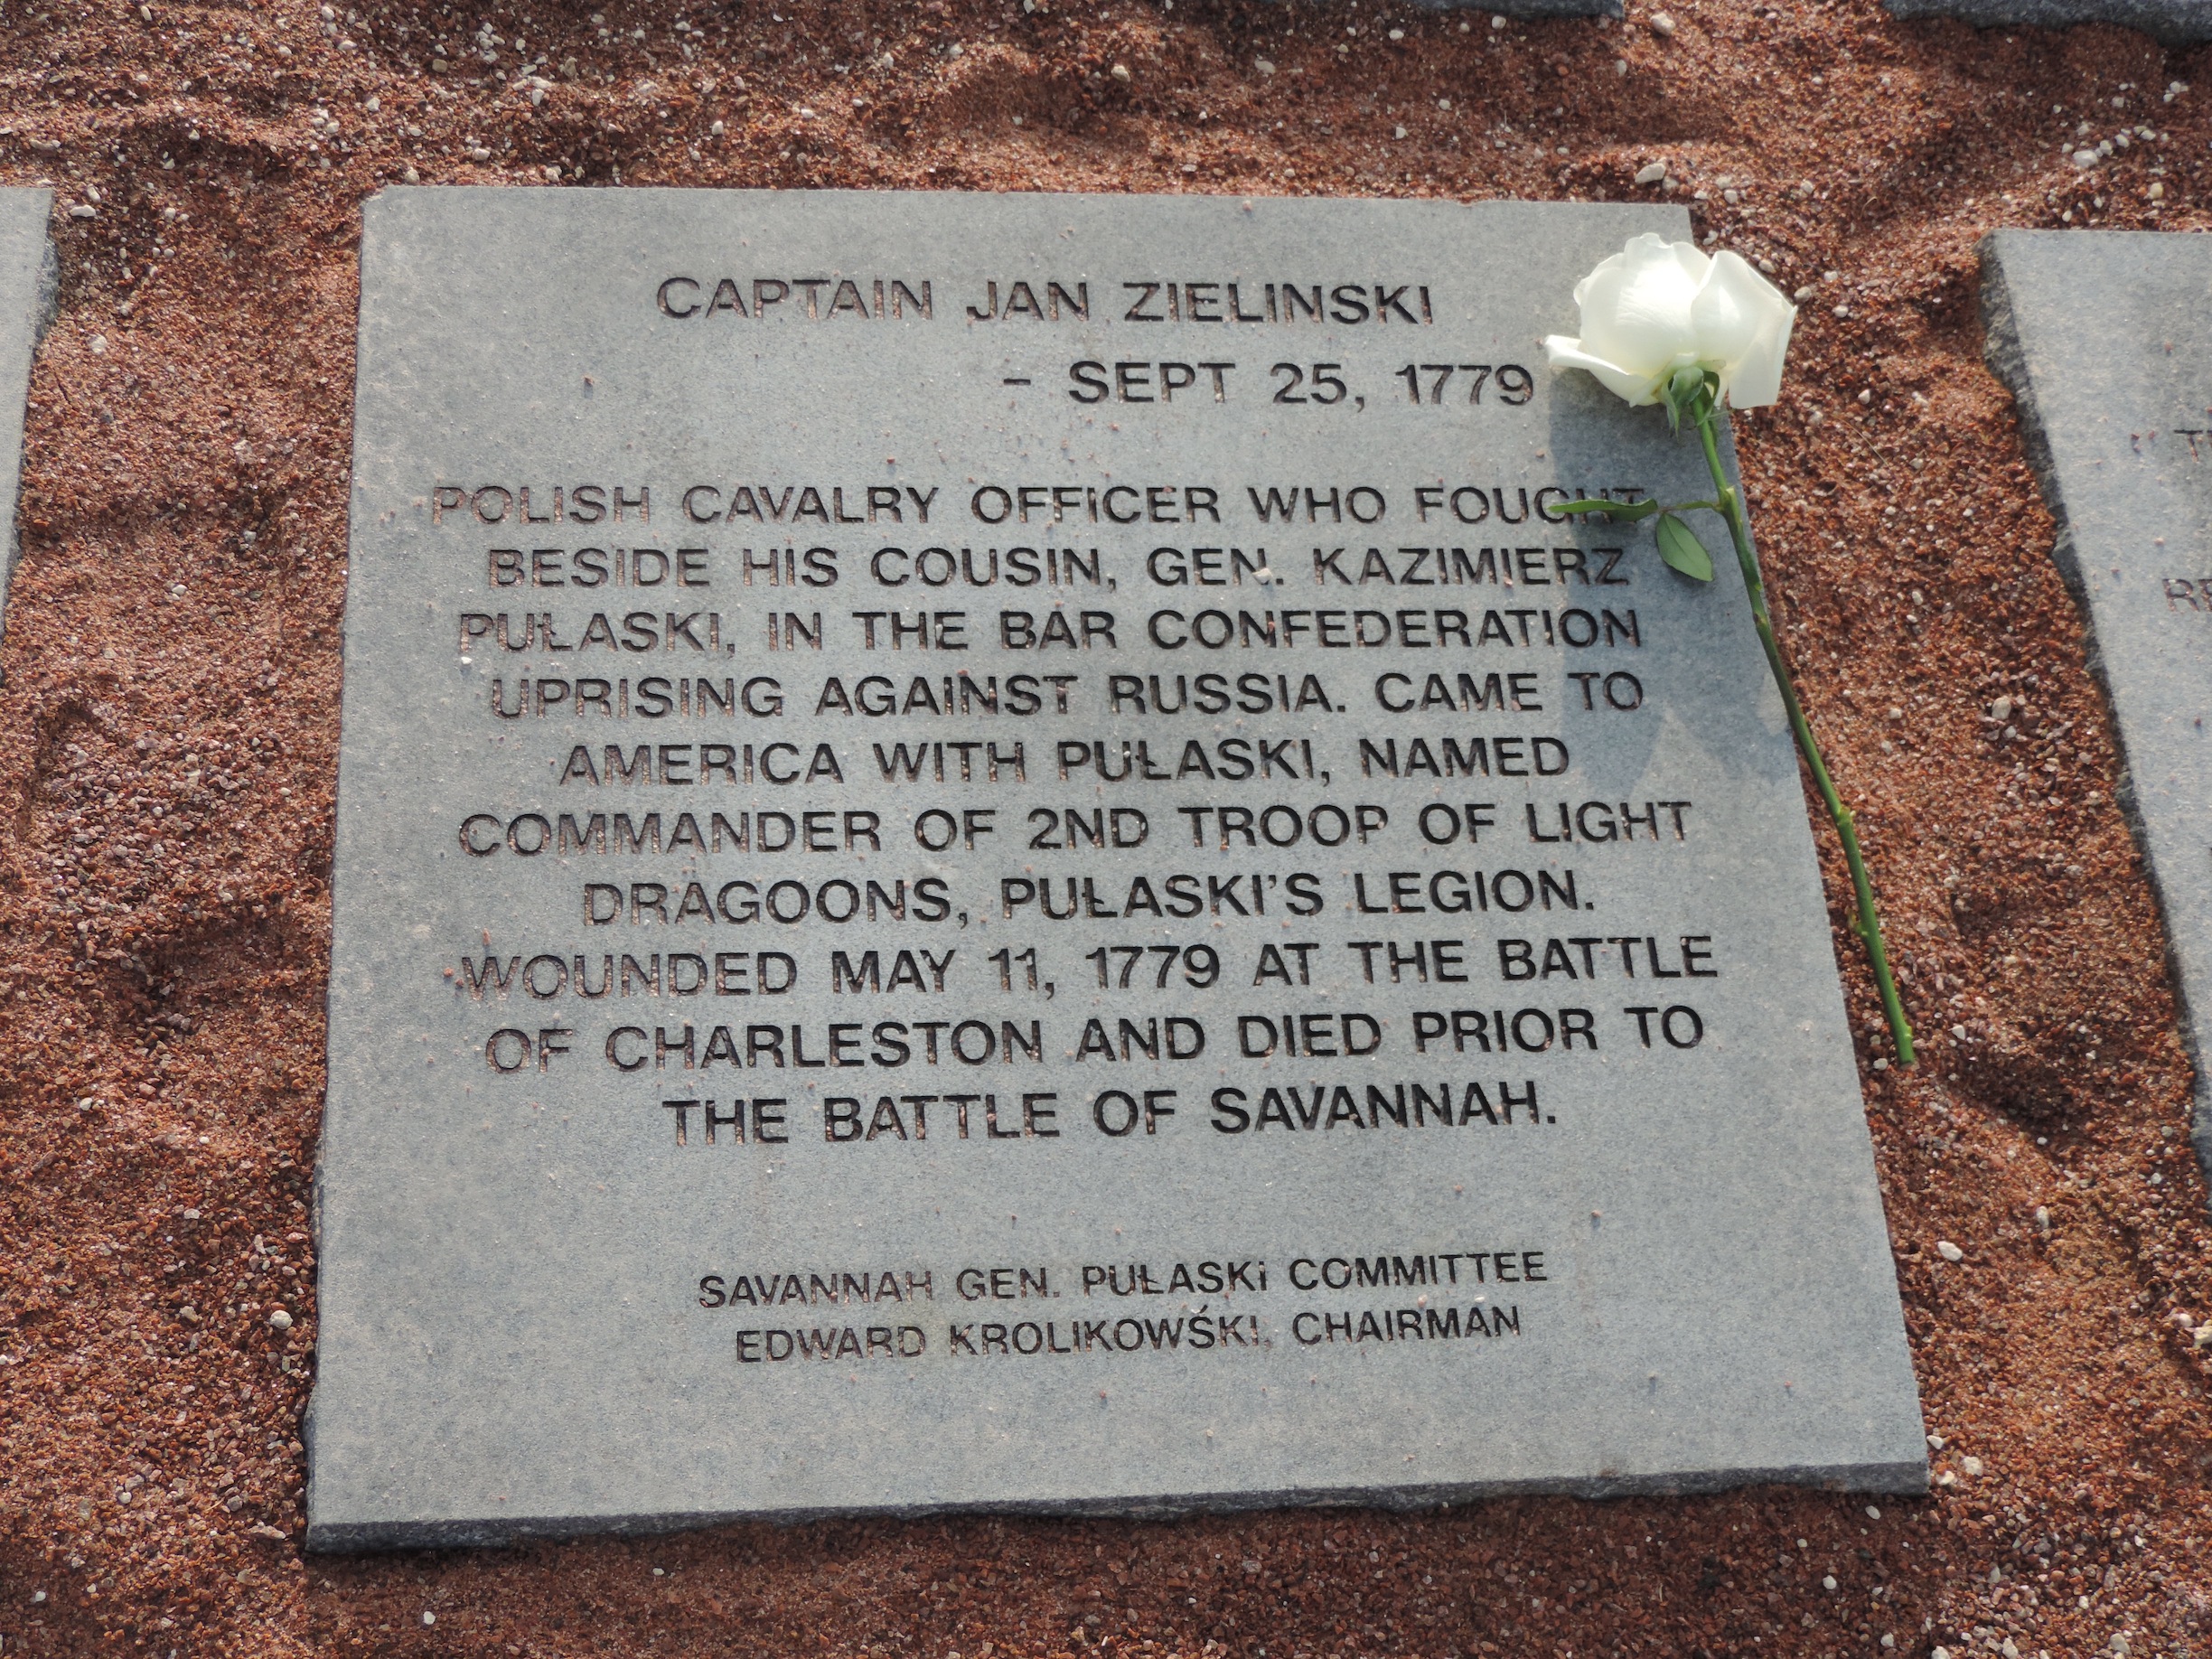 CAPTAIN JAN ZIELINSKI
- SEPT 25, 1779
POLISH CAVALRY OFFICER WHO FOUGHT
BESIDE HIS COUSIN, GEN. KAZIMIERZ
PUŁASKI, IN THE BAR CONFEDERATION
UPRISING AGAINST RUSSIA. CAME TO
AMERICA WITH PUŁASKI, NAMED
COMMANDER OF 2ND TROOP OF LIGHT
DRAGOONS, PUŁASKI'S LEGION.
WOUNDED MAY 11, 1779 AT THE BATTLE
OF CHARLESTON AND DIED PRIOR TO
THE BATTLE OF SAVANNAH.
SAVANNAH GEN. PUŁASKI COMMITTEE
EDWARD KROLIKOWŚKI, CHAIRMAN